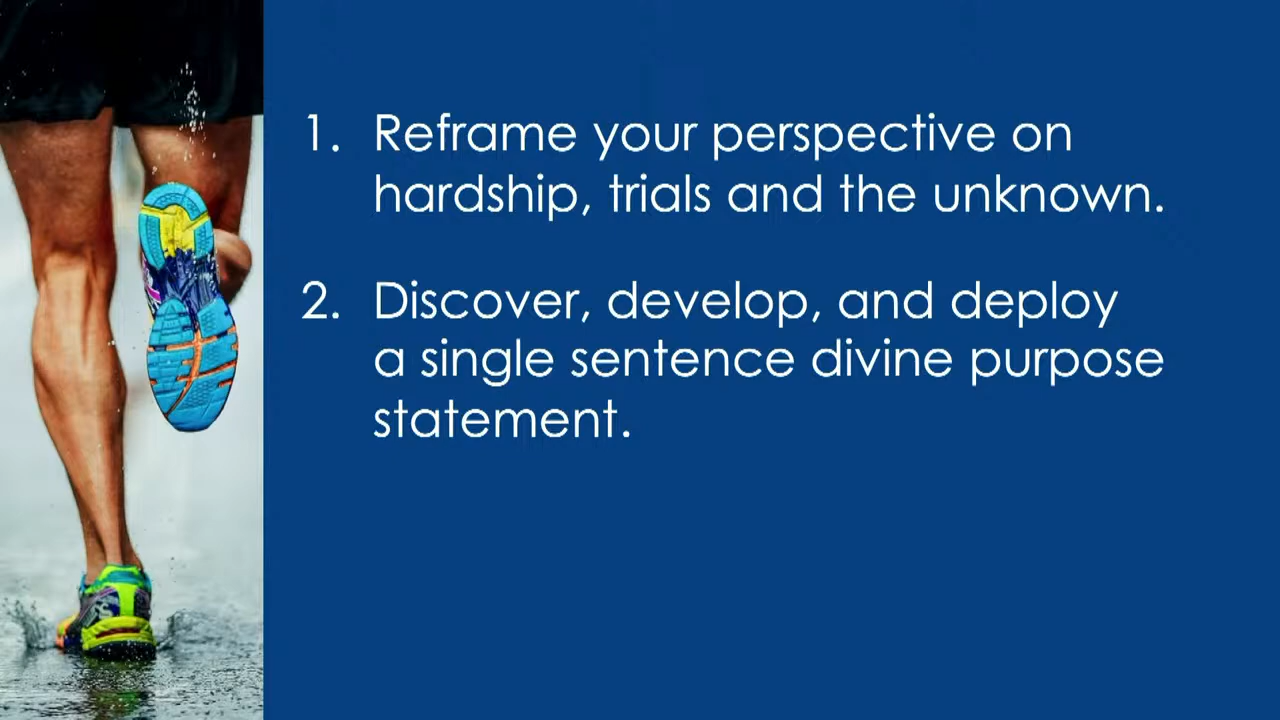 1. Reframe your perspective on
hardship, trials and the unknown.
2. Discover, develop, and deploy
a single sentence divine purpose
statement.